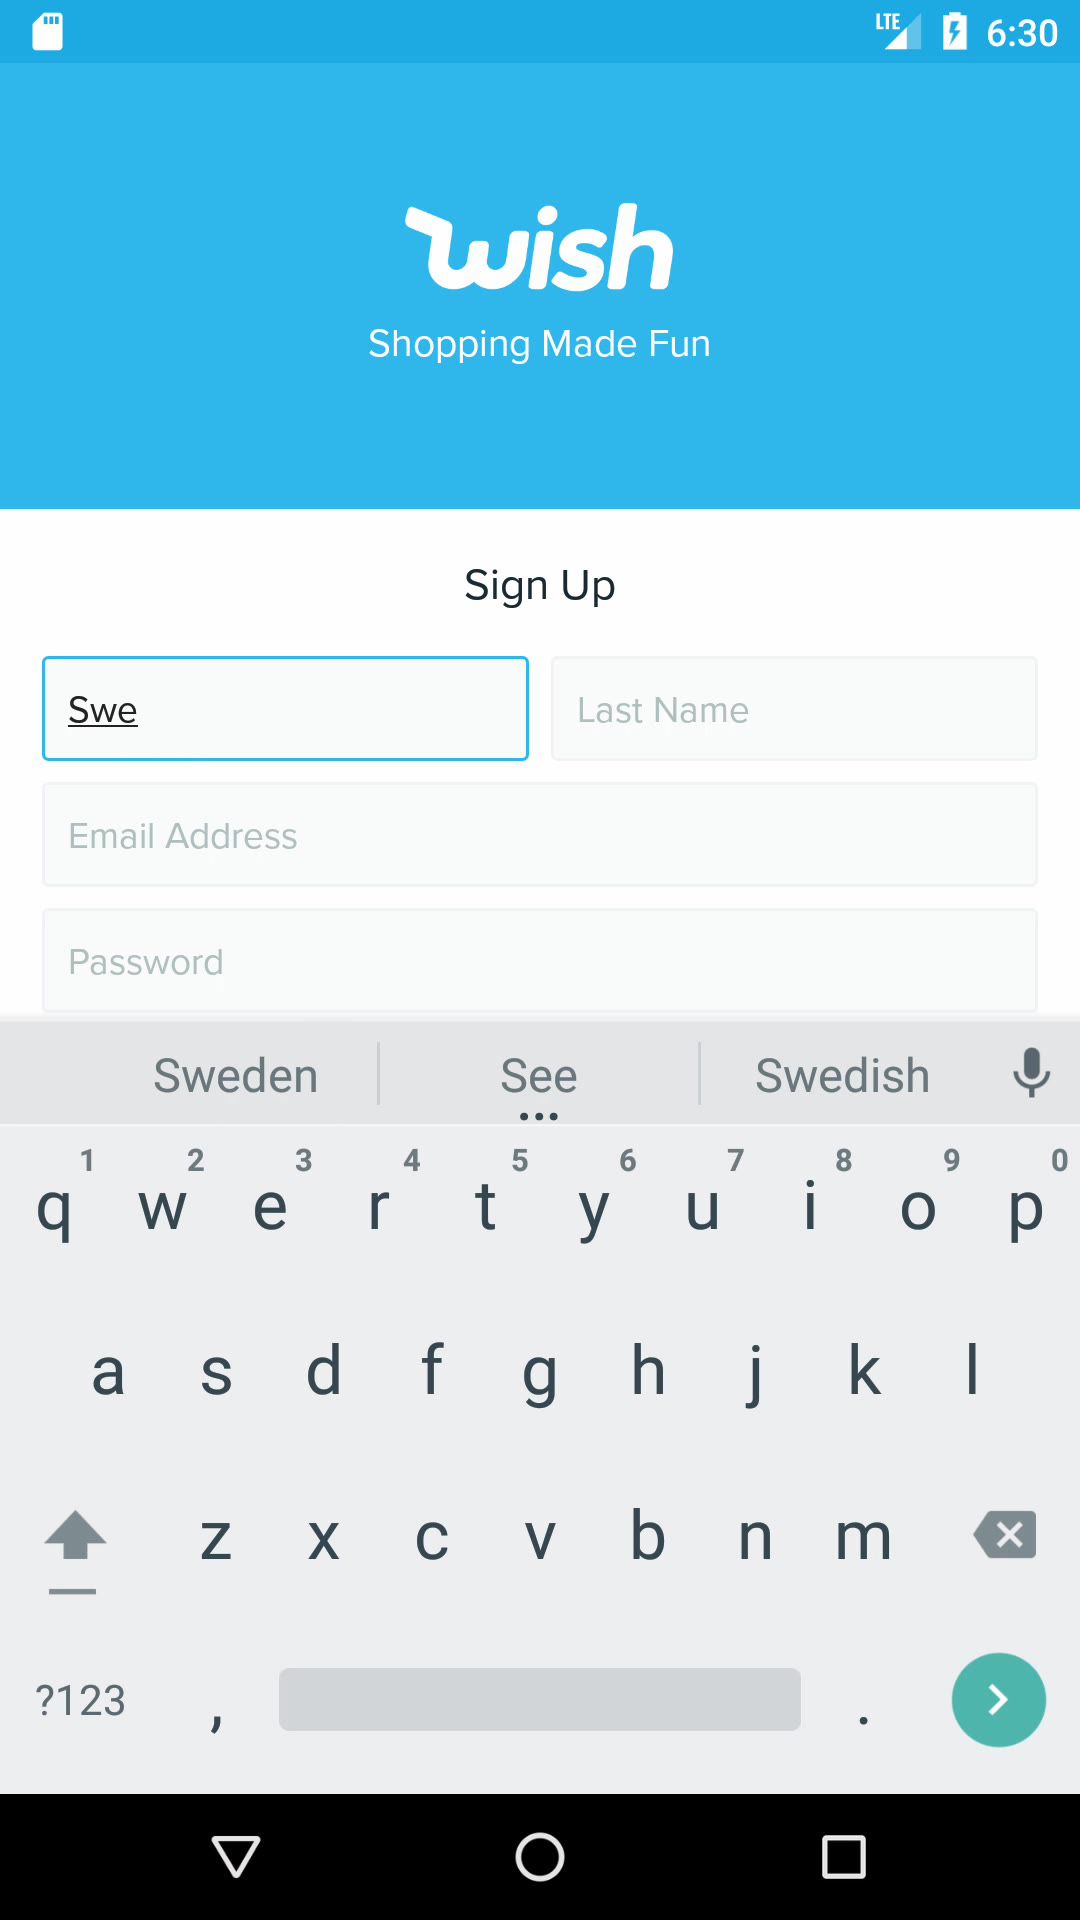 LTE 6:30
wish
Shopping Made Fun
Sign Up
Swe Last Name
Email Address
Password
Sweden See Swedish
1 2 3 4 5 6 7 8 9 0
q w e r t y u i o p
a s d f g h j k l
z x c v b n m
?123 , .